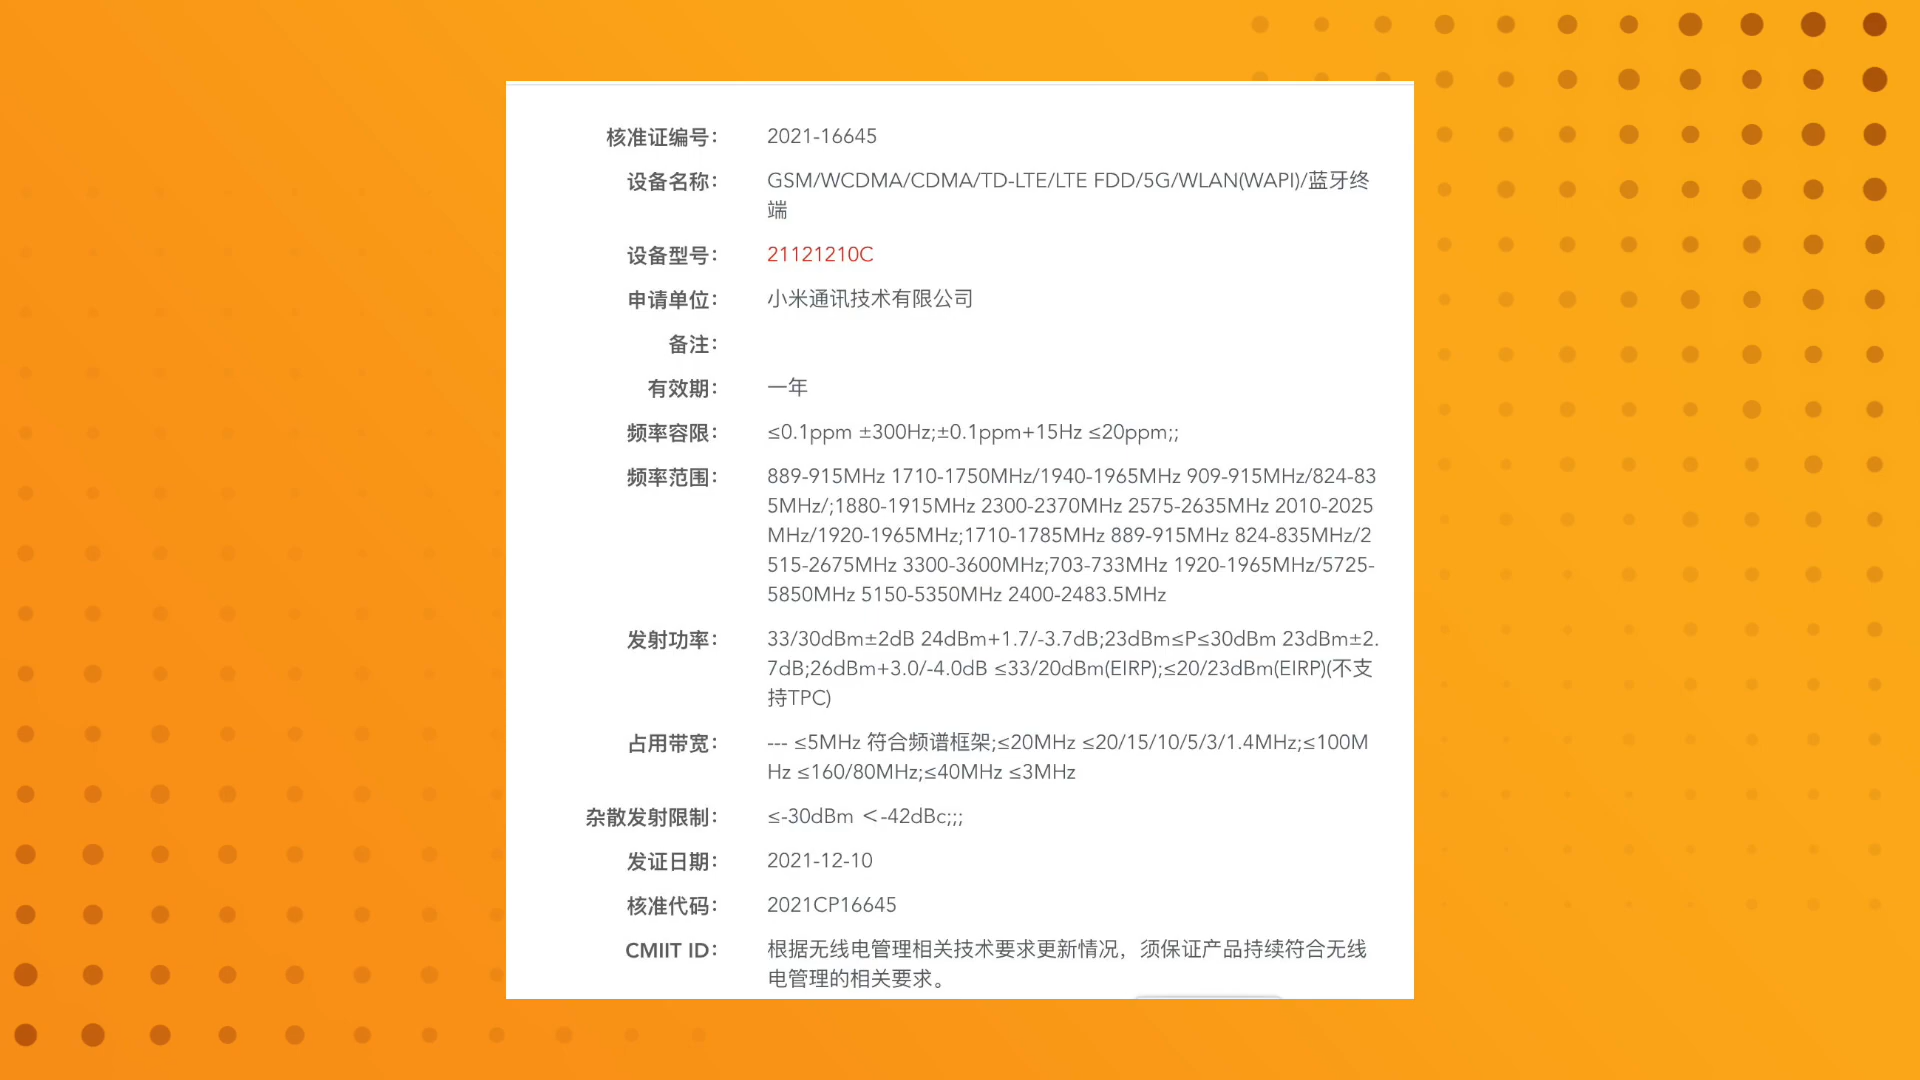 核准证编号： 2021-16645
设备名称： GSM/WCDMA/CDMA/TD-LTE/LTE FDD/5G/WLAN(WAPI)/蓝牙终
端
设备型号： 21121210C
申请单位： 小米通讯技术有限公司
备注：
有效期： 一年
频率容限： ≤0.1ppm ±300Hz;±0.1ppm+15Hz ≤20ppm;;
频率范围： 889-915MHz 1710-1750MHz/1940-1965MHz 909-915MHz/824-83
5MHz/;1880-1915MHz 2300-2370MHz 2575-2635MHz 2010-2025
MHz/1920-1965MHz;1710-1785MHz 889-915MHz 824-835MHz/2
515-2675MHz 3300-3600MHz;703-733MHz 1920-1965MHz/5725-
5850MHz 5150-5350MHz 2400-2483.5MHz
发射功率： 33/30dBm±2dB 24dBm+1.7/-3.7dB;23dBm≤P≤30dBm 23dBm±2.
7dB;26dBm+3.0/-4.0dB ≤33/20dBm(EIRP);≤20/23dBm(EIRP)(不支
持TPC)
占用带宽： --- ≤5MHz 符合频谱框架;≤20MHz ≤20/15/10/5/3/1.4MHz;≤100M
Hz ≤160/80MHz;≤40MHz ≤3MHz
杂散发射限制： ≤-30dBm ＜-42dBc;;;
发证日期： 2021-12-10
核准代码： 2021CP16645
CMIIT ID： 根据无线电管理相关技术要求更新情况，须保证产品持续符合无线
电管理的相关要求。